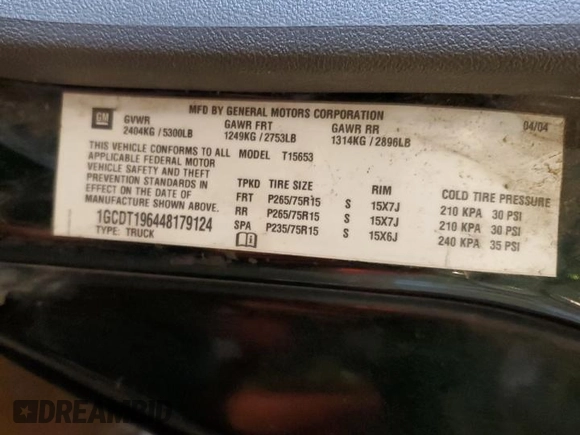 GM
MFD BY GENERAL MOTORS CORPORATION 04/04
GVWR GAWR FRT GAWR RR
2404KG / 5300LB 1249KG / 2753LB 1314KG / 2896LB
THIS VEHICLE CONFORMS TO ALL MODEL T15653
APPLICABLE FEDERAL MOTOR
VEHICLE SAFETY AND THEFT
PREVENTION STANDARDS IN
EFFECT ON THE DATE OF
MANUFACTURE SHOWN ABOVE.
1GCDT196448179124
TYPE: TRUCK
TPKD TIRE SIZE RIM COLD TIRE PRESSURE
FRT P265/75R15 S 15X7J 210 KPA 30 PSI
RR P265/75R15 S 15X7J 210 KPA 30 PSI
SPA P235/75R15 S 15X6J 240 KPA 35 PSI
DREAMBID